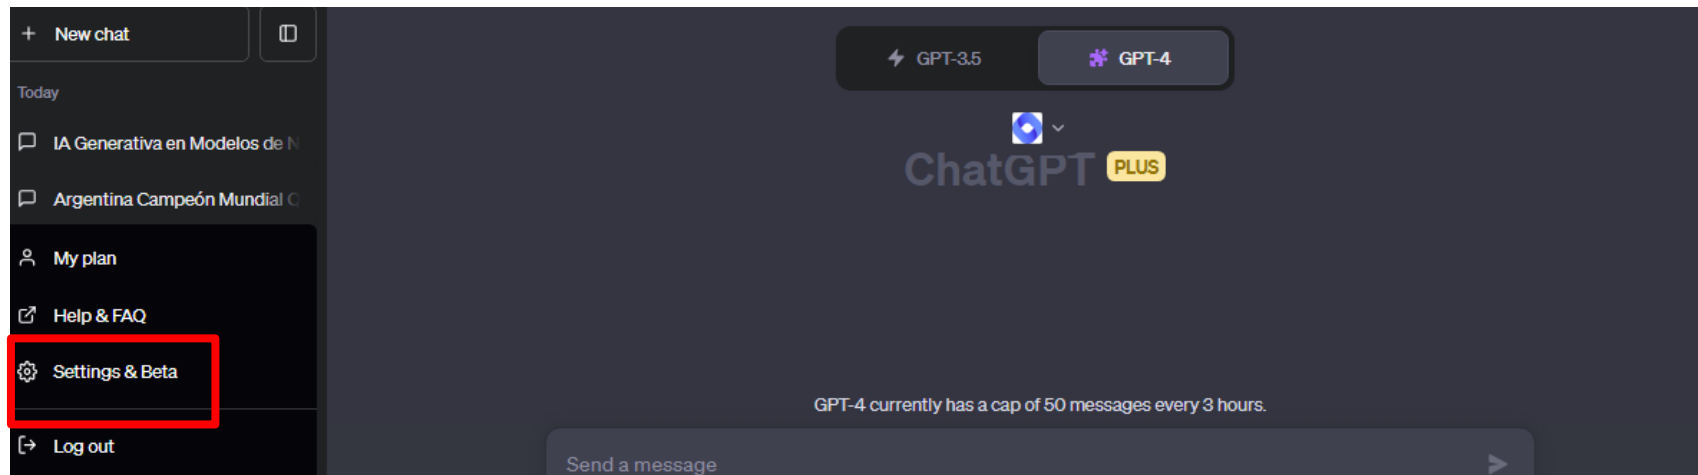 New chat
Today
IA Generativa en Modelos de N
Argentina Campeón Mundial
My plan
Help & FAQ
Settings & Beta
Log out
GPT-3.5
GPT-4
ChatGPT PLUS
GPT-4 currently has a cap of 50 messages every 3 hours.
Send a message